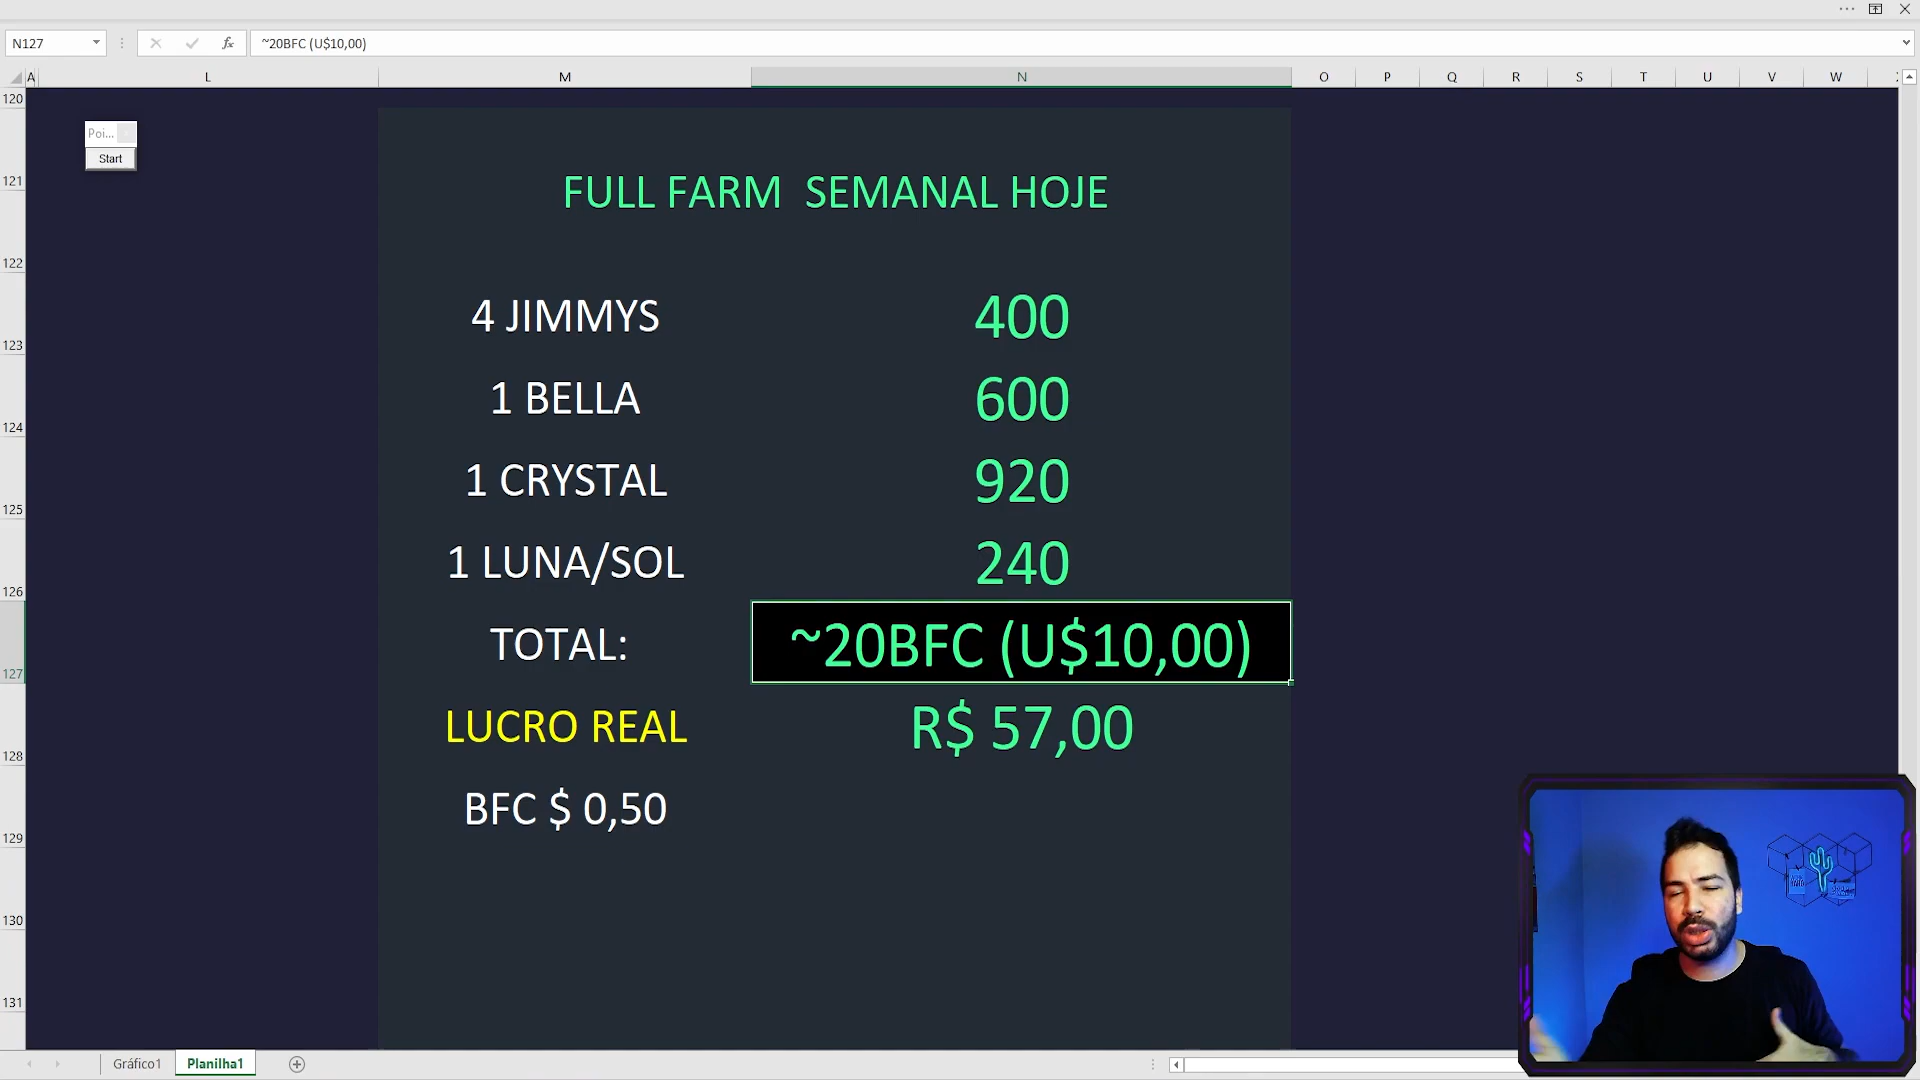 N127
fx
~20BFC (U$10,00)
A L M N O P Q R S T U V W
120
Poi...
Start
121
FULL FARM  SEMANAL HOJE
122
4 JIMMYS 400
123
1 BELLA 600
124
1 CRYSTAL 920
125
1 LUNA/SOL 240
126
TOTAL: ~20BFC (U$10,00)
127
LUCRO REAL R$ 57,00
128
BFC $ 0,50
129
130
131
Gráfico1 Planilha1